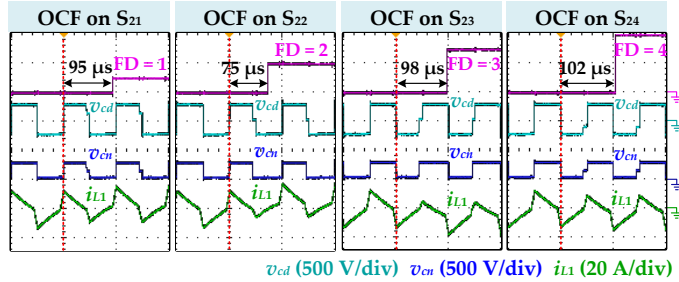 OCF on S21 OCF on S22 OCF on S23 OCF on S24
FD = 1 FD = 2 FD = 3 FD = 4
95 μs 75 μs 98 μs 102 μs
vcd vcd vcd vcd
vcn vcn vcn vcn
iL1 iL1 iL1 iL1
vcd (500 V/div) vcn (500 V/div) iL1 (20 A/div)